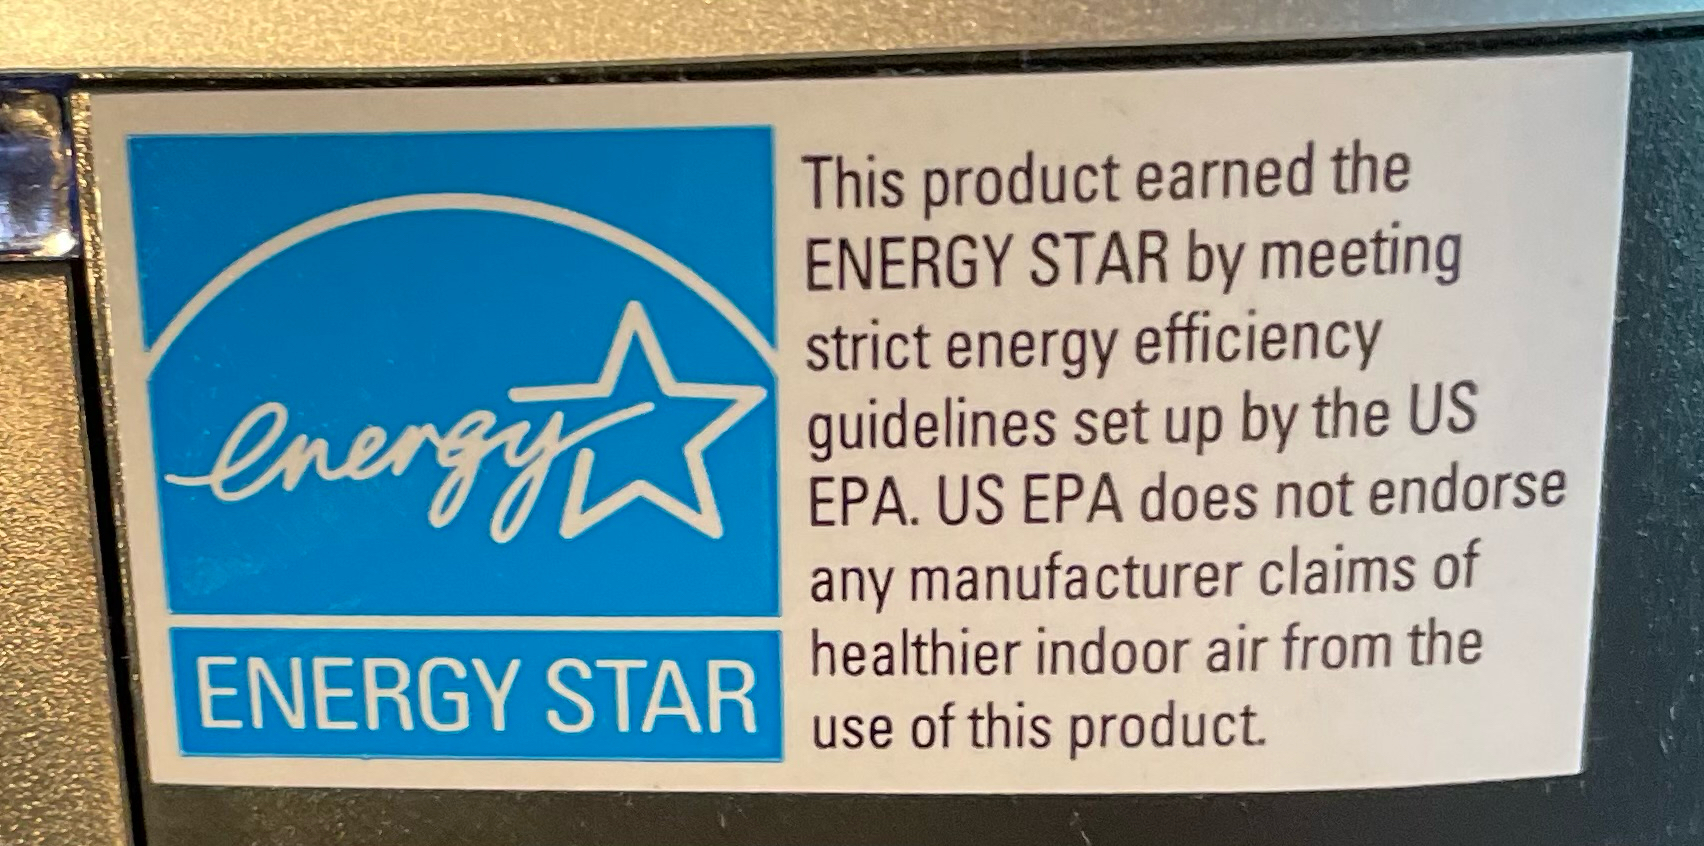 energy
ENERGY STAR
This product earned the
ENERGY STAR by meeting
strict energy efficiency
guidelines set up by the US
EPA. US EPA does not endorse
any manufacturer claims of
healthier indoor air from the
use of this product.